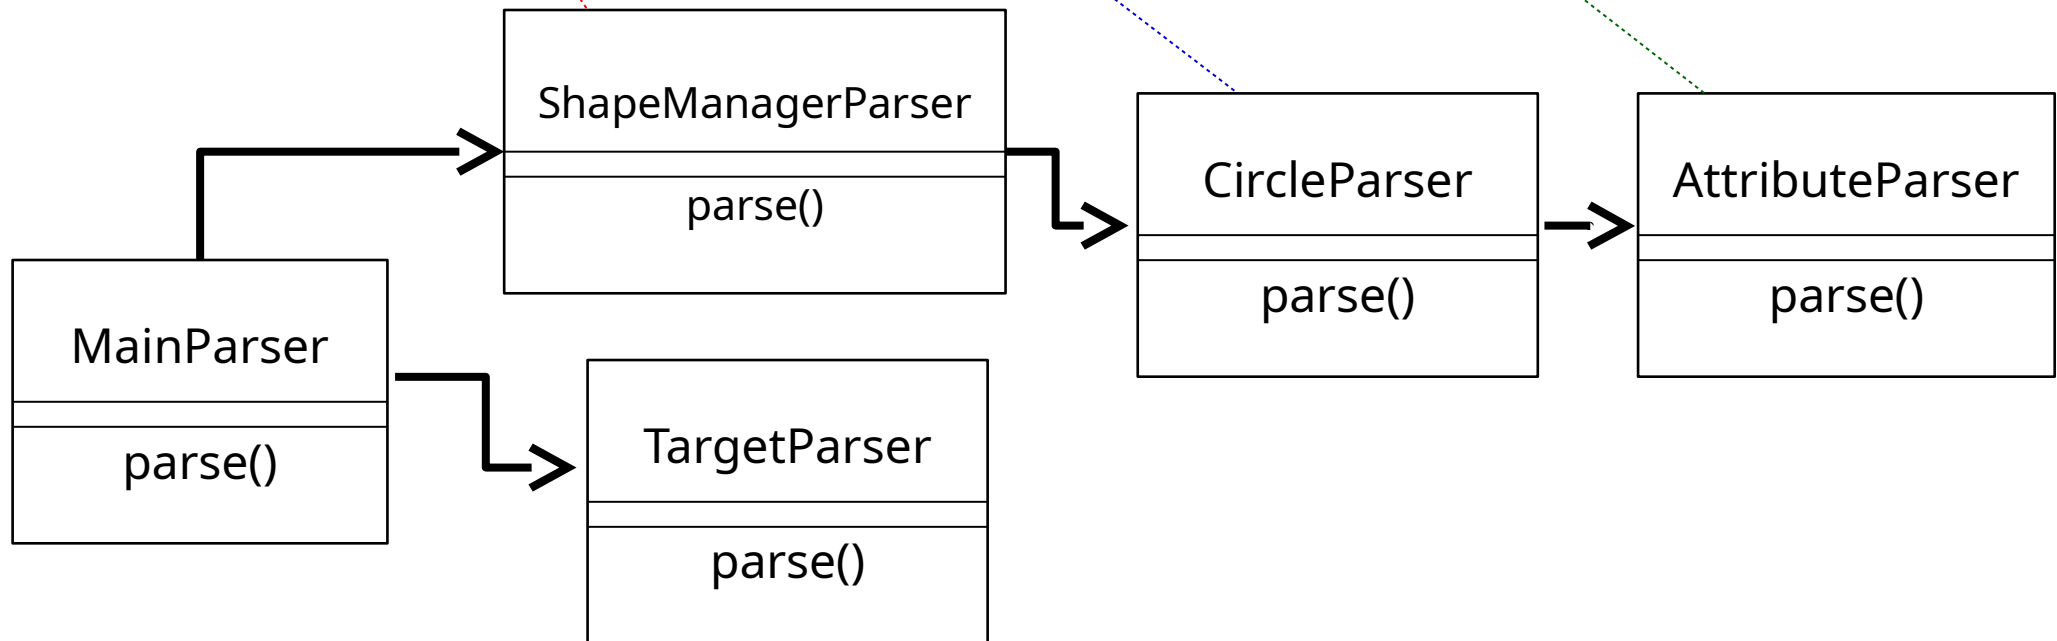 ShapeManagerParser
parse()
CircleParser
parse()
AttributeParser
parse()
MainParser
parse()
TargetParser
parse()